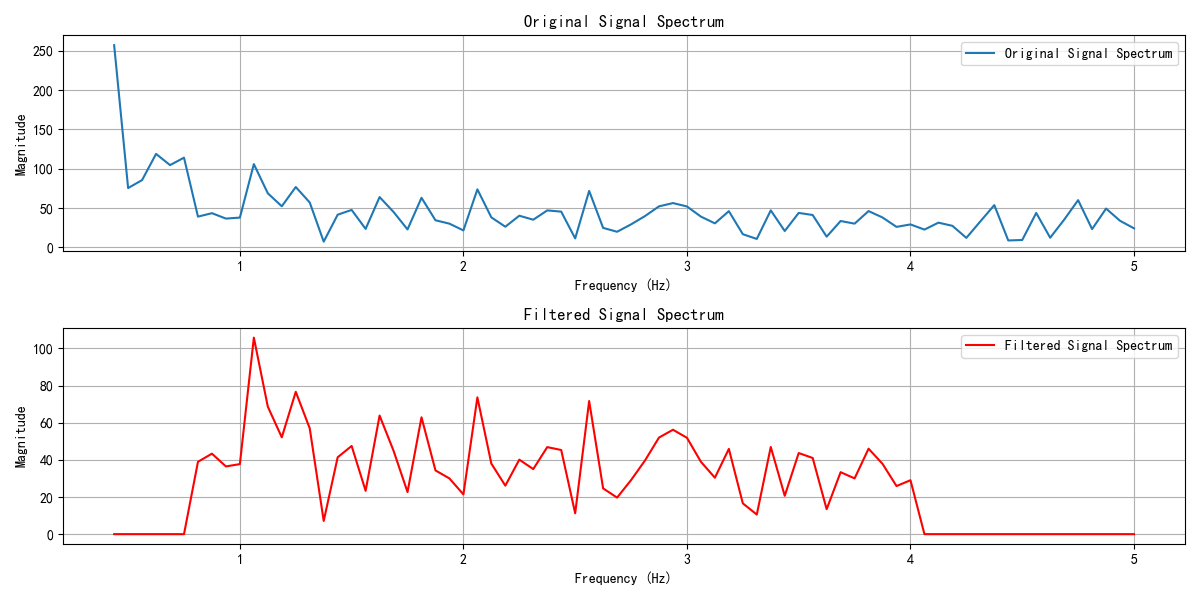 Original Signal Spectrum
250
200
150
100
50
0
Magnitude
Original Signal Spectrum
1 2 3 4 5
Frequency (Hz)
Filtered Signal Spectrum
100
80
60
40
20
0
Magnitude
Filtered Signal Spectrum
1 2 3 4 5
Frequency (Hz)